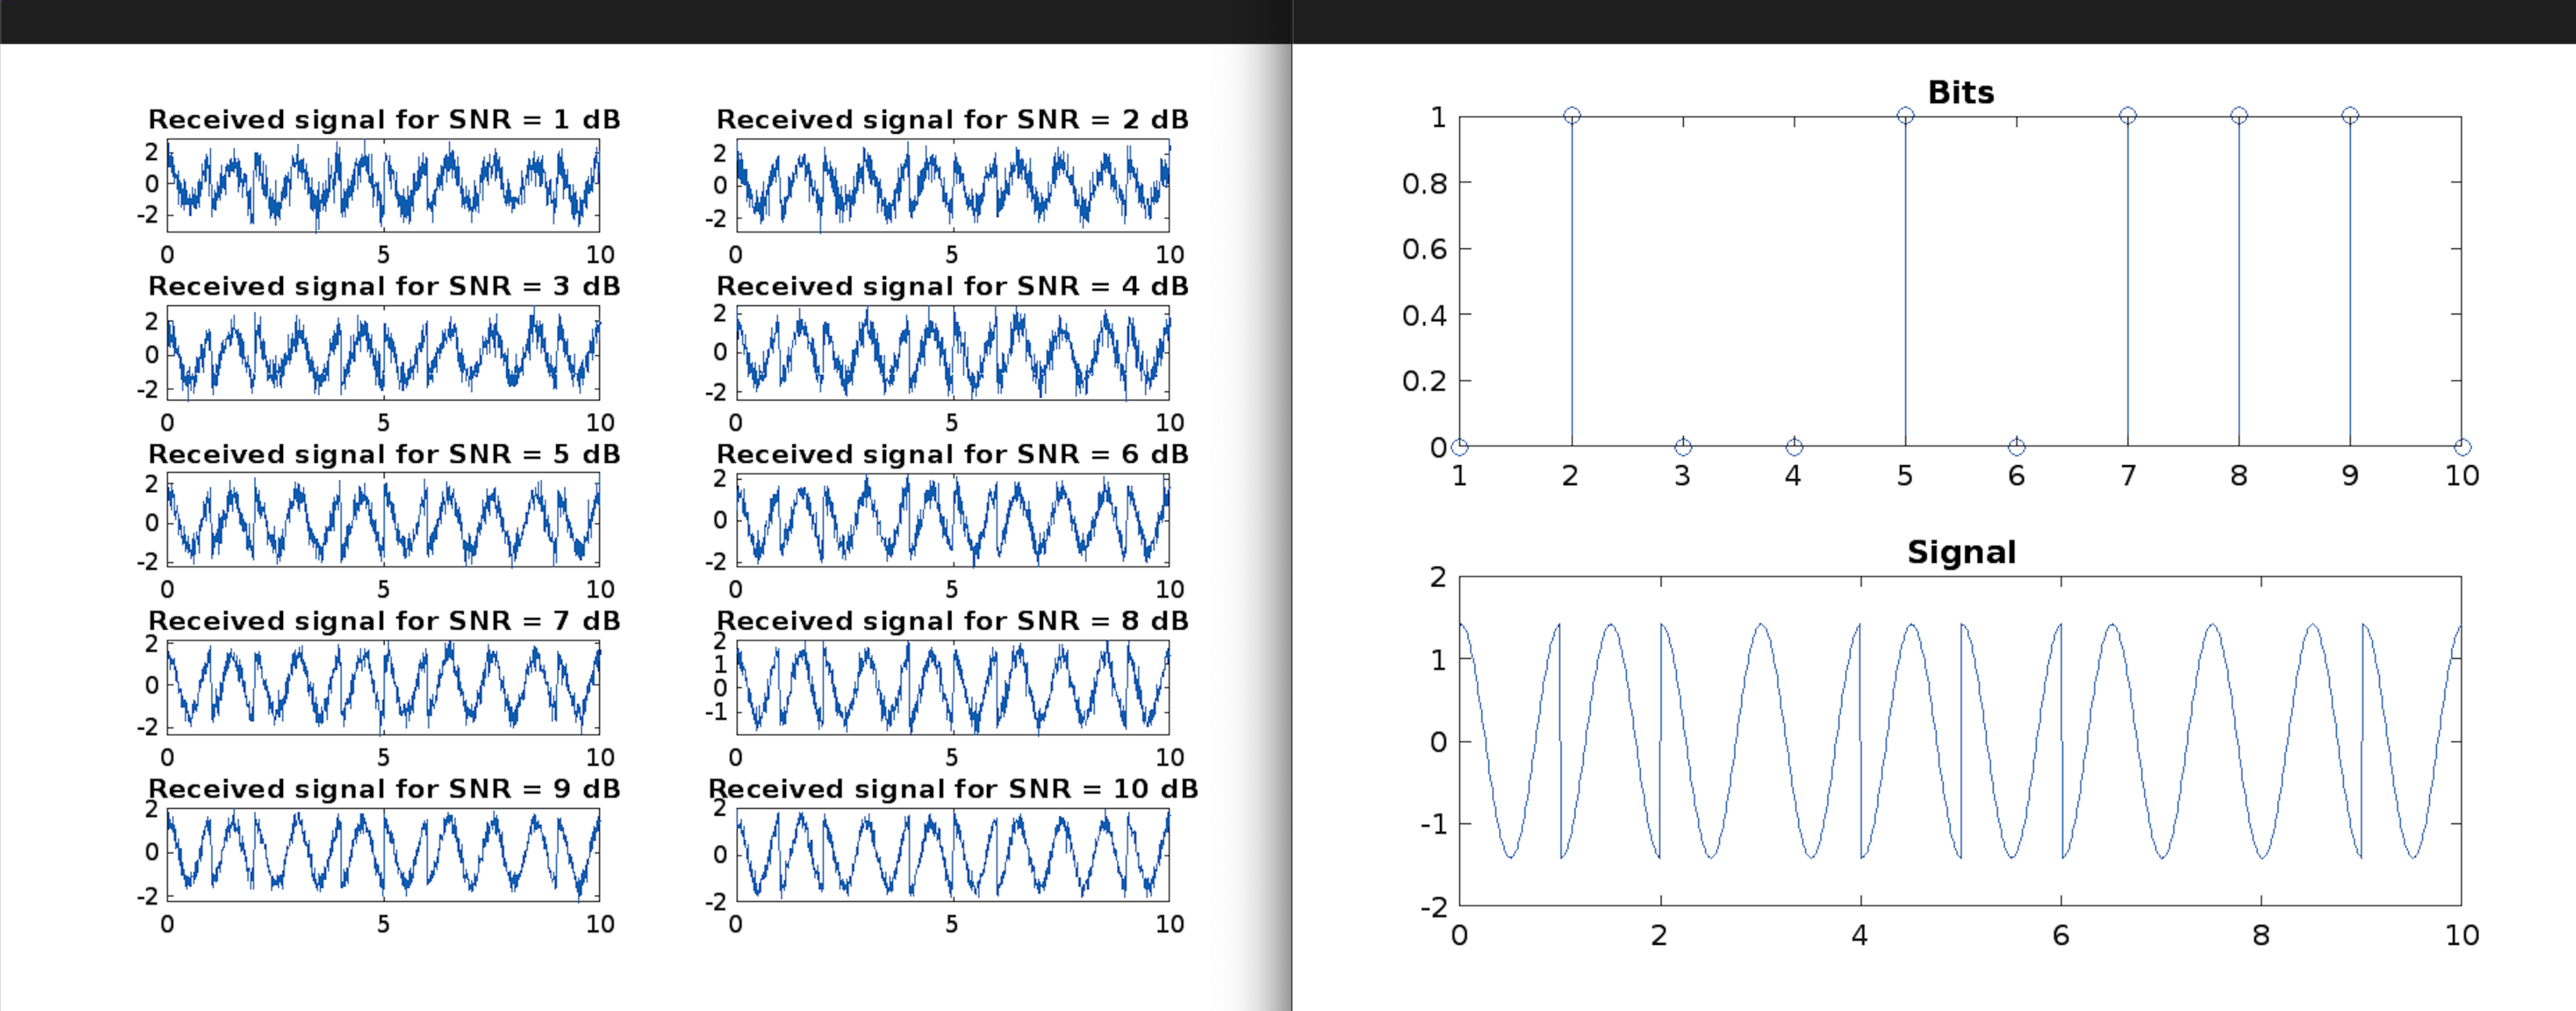 Received signal for SNR = 1 dB
2
0
-2
0 5 10
Received signal for SNR = 2 dB
2
0
-2
0 5 10
Received signal for SNR = 3 dB
2
0
-2
0 5 10
Received signal for SNR = 4 dB
2
0
-2
0 5 10
Received signal for SNR = 5 dB
2
0
-2
0 5 10
Received signal for SNR = 6 dB
2
0
-2
0 5 10
Received signal for SNR = 7 dB
2
0
-2
0 5 10
Received signal for SNR = 8 dB
2
1
0
-1
0 5 10
Received signal for SNR = 9 dB
2
0
-2
0 5 10
Received signal for SNR = 10 dB
2
0
-2
0 5 10
Bits
1
0.8
0.6
0.4
0.2
0
1 2 3 4 5 6 7 8 9 10
Signal
2
1
0
-1
-2
0 2 4 6 8 10